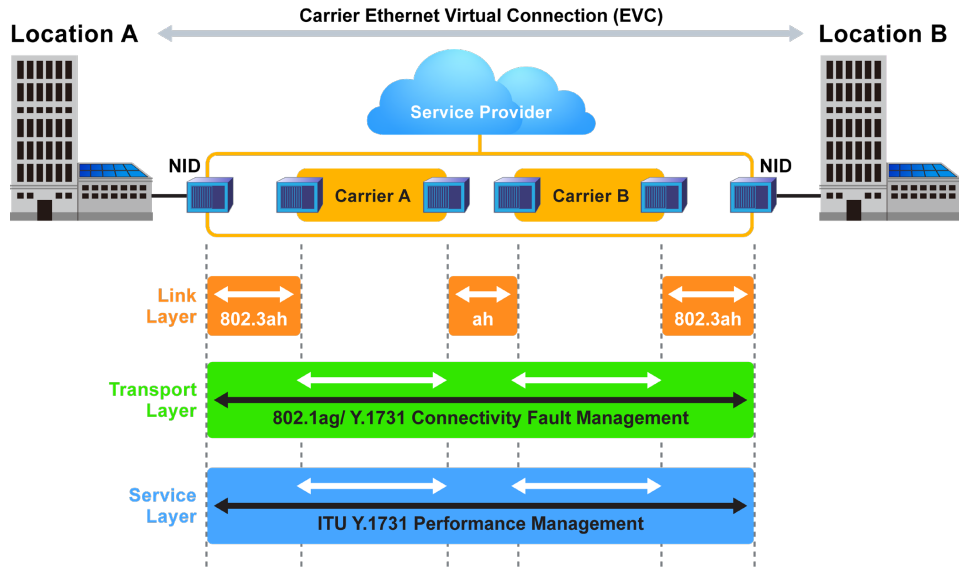 Carrier Ethernet Virtual Connection (EVC)
Location A
Location B
Service Provider
NID
NID
Carrier A
Carrier B
Link
Layer
802.3ah
ah
802.3ah
Transport
Layer
802.1ag/ Y.1731 Connectivity Fault Management
Service
Layer
ITU Y.1731 Performance Management